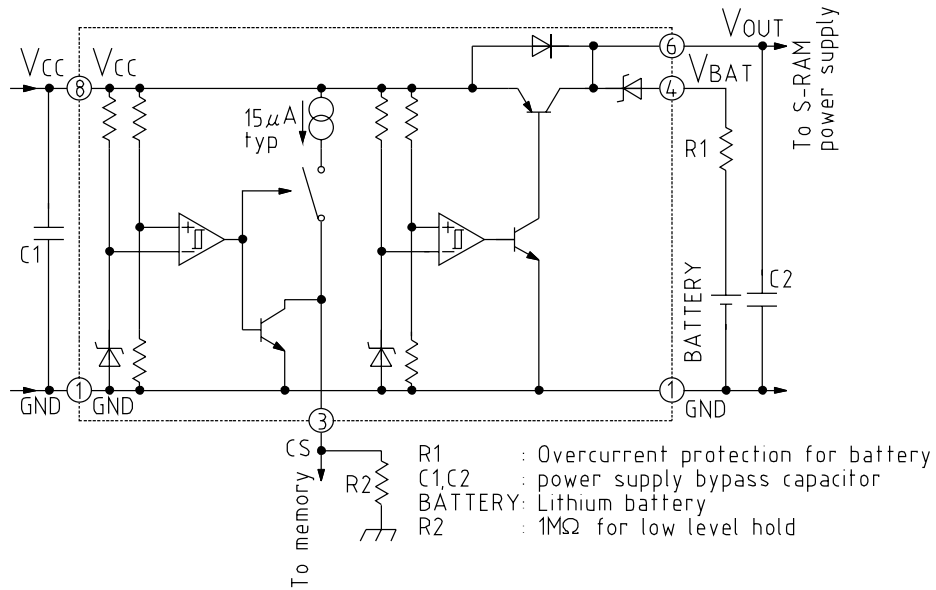 VOUT
6
To S-RAM
power supply
VCC
VCC
VBAT
8
4
15μA
typ
R1
+
−
+
−
C1
BATTERY
C2
1
1
GND
GND
GND
3
CS
R2
To memory
R1 : Overcurrent protection for battery
C1,C2 : power supply bypass capacitor
BATTERY: Lithium battery
R2 : 1MΩ for low level hold